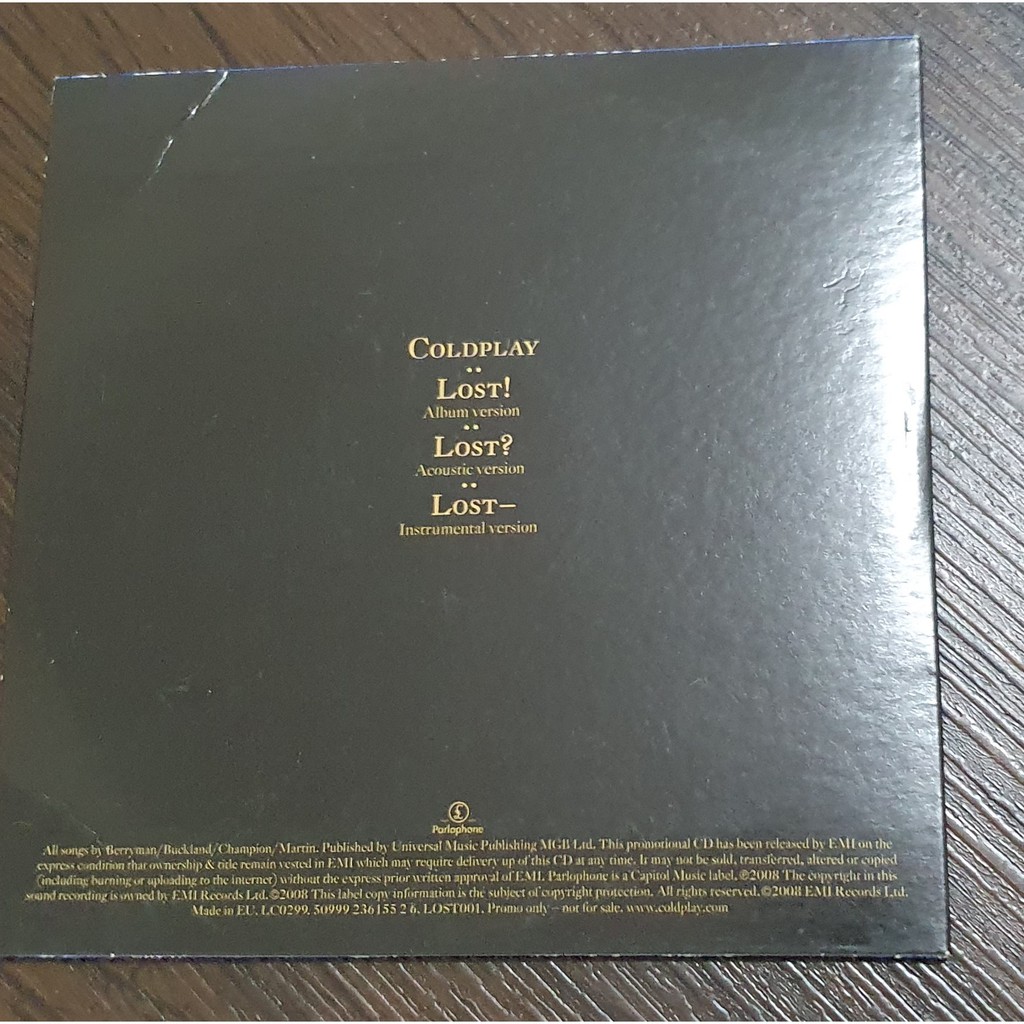 COLDPLAY
LOST!
Album version
LOST?
Acoustic version
LOST–
Instrumental version
£
Parlophone
All songs by Berryman/Buckland/Champion/Martin. Published by Universal Music Publishing MGB Ltd. This promotional CD has been released by EMI on the
express condition that ownership & title remain vested in EMI which may require delivery up of this CD at any time. It may not be sold, transferred, altered or copied
(including burning or uploading to the internet) without the express prior written approval of EMI. Parlophone is a Capitol Music label. ℗2008 The copyright in this
sound recording is owned by EMI Records Ltd. ©2008 This label copy information is the subject of copyright protection. All rights reserved. ©2008 EMI Records Ltd.
Made in EU. LC0299. 50999 236155 2 6, LOST001. Promo only – not for sale. www.coldplay.com